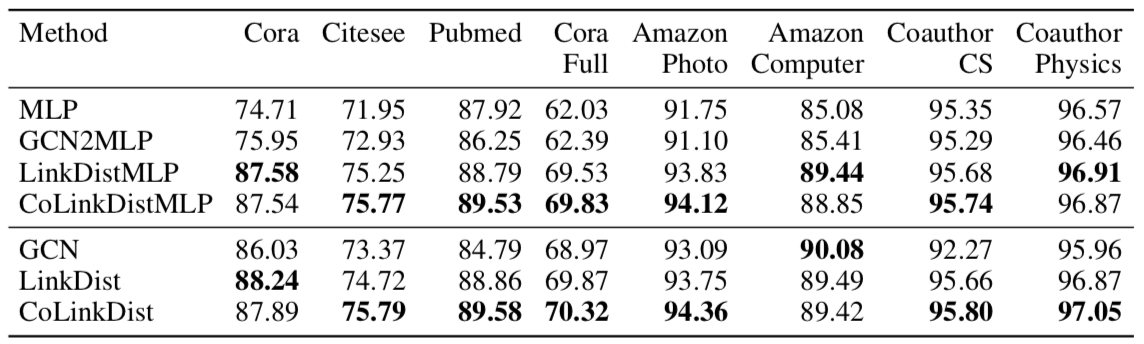 Method Cora Citesee Pubmed Cora Amazon Amazon Coauthor Coauthor
Full Photo Computer CS Physics
MLP 74.71 71.95 87.92 62.03 91.75 85.08 95.35 96.57
GCN2MLP 75.95 72.93 86.25 62.39 91.10 85.41 95.29 96.46
LinkDistMLP 87.58 75.25 88.79 69.53 93.83 89.44 95.68 96.91
CoLinkDistMLP 87.54 75.77 89.53 69.83 94.12 88.85 95.74 96.87
GCN 86.03 73.37 84.79 68.97 93.09 90.08 92.27 95.96
LinkDist 88.24 74.72 88.86 69.87 93.75 89.49 95.66 96.87
CoLinkDist 87.89 75.79 89.58 70.32 94.36 89.42 95.80 97.05